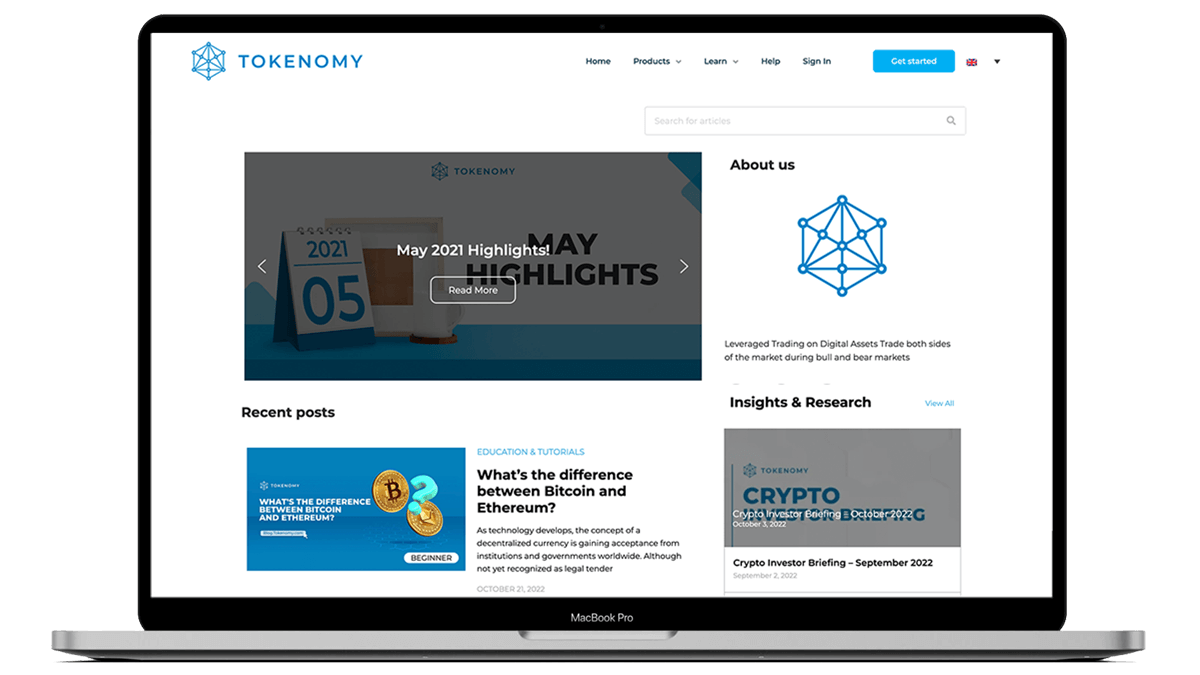 TOKENOMY
Home
Products
Learn
Help
Sign In
Get started
Search for articles
TOKENOMY
2021
05
MAY
HIGHLIGHTS
May 2021 Highlights!
Read More
About us
Leveraged Trading on Digital Assets Trade both sides
of the market during bull and bear markets
Recent posts
TOKENOMY
WHAT'S THE DIFFERENCE
BETWEEN BITCOIN
AND ETHEREUM?
blog.tokenomy.com
BEGINNER
EDUCATION & TUTORIALS
What's the difference
between Bitcoin and
Ethereum?
As technology develops, the concept of a
decentralized currency is gaining acceptance from
institutions and governments worldwide. Although
not yet recognized as legal tender
OCTOBER 21, 2022
Insights & Research
View All
TOKENOMY
CRYPTO
INVESTOR BRIEFING
Crypto Investor Briefing – October 2022
October 3, 2022
Crypto Investor Briefing – September 2022
September 2, 2022
MacBook Pro